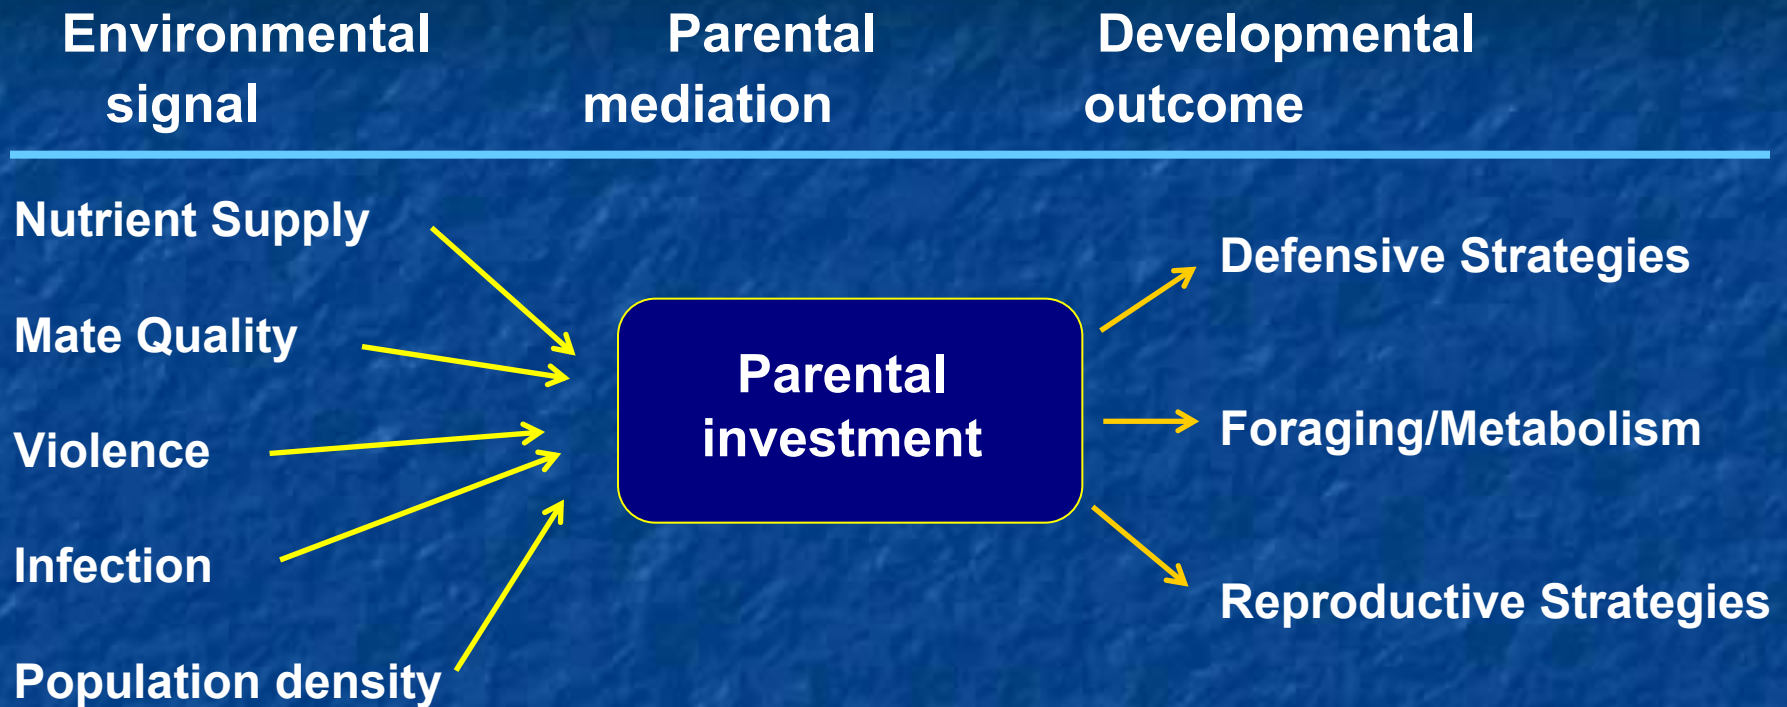 Environmental
signal
Parental
mediation
Developmental
outcome
Nutrient Supply
Mate Quality
Violence
Infection
Population density
Parental
investment
Defensive Strategies
Foraging/Metabolism
Reproductive Strategies